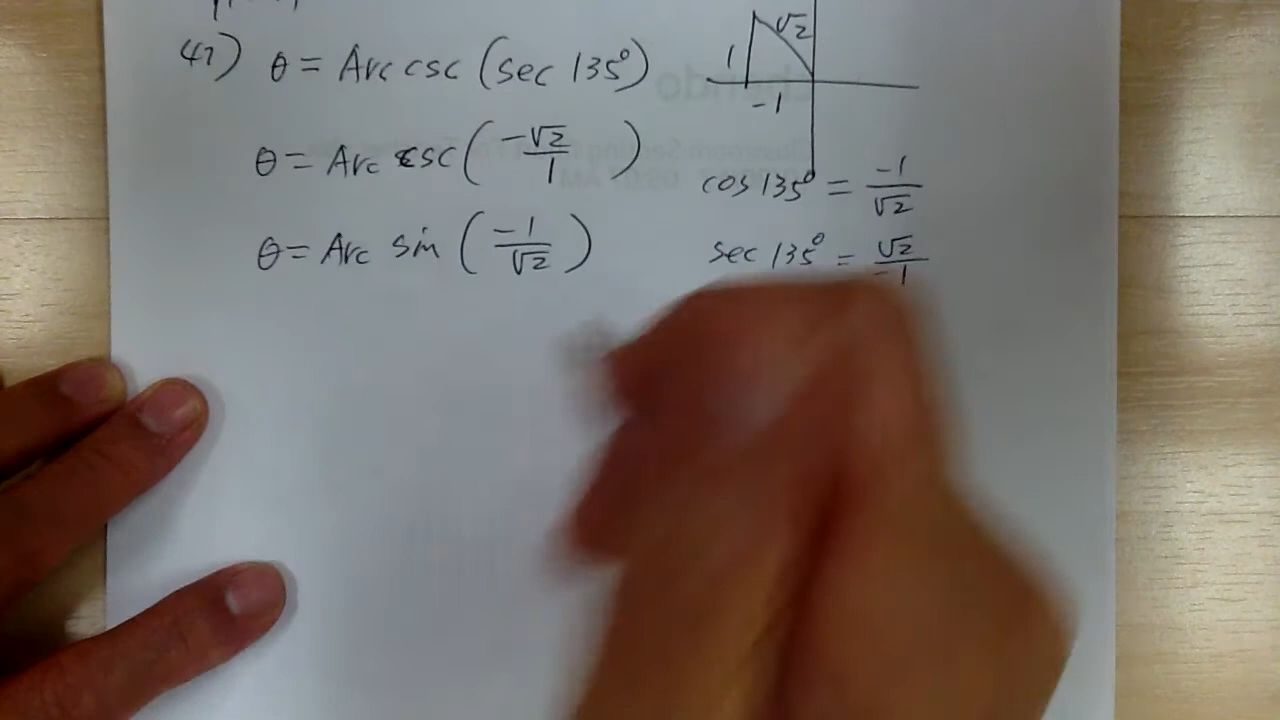 47) θ = Arc csc (sec 135°)
√2
1
-1
θ = Arc csc (-√2/1)
cos 135° = -1/√2
θ = Arc sin (-1/√2)
sec 135° = √2/-1